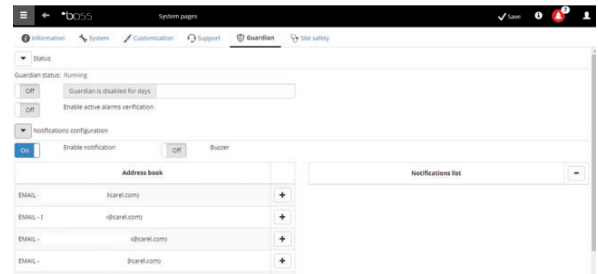 boss
System pages
Save
Information
System
Customization
Support
Guardian
Site safety
Status
Guardian status: Running
Off
Guardian is disabled for days
Off
Enable active alarms verification
Notifications configuration
On
Enable notification
Off
Buzzer
Address book
Notifications list
EMAIL -
@carel.com)
+
EMAIL - I
@carel.com)
+
EMAIL -
@carel.com)
+
EMAIL -
@carel.com)
+